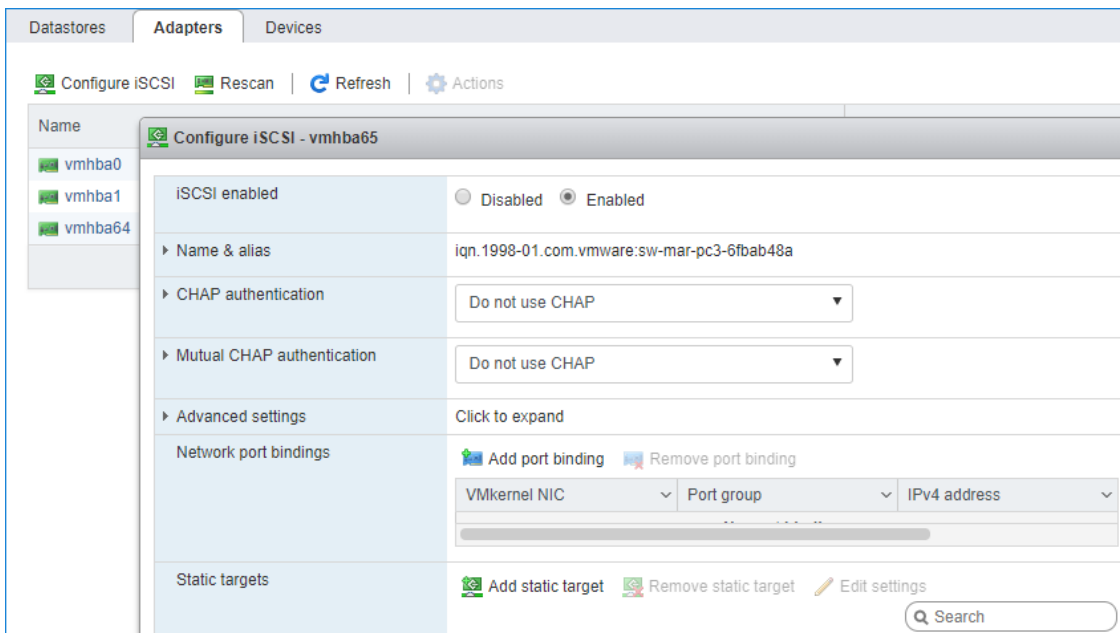 Datastores Adapters Devices
Configure iSCSI Rescan Refresh Actions
Name
Configure iSCSI - vmhba65
vmhba0
vmhba1
vmhba64
iSCSI enabled Disabled Enabled
Name & alias iqn.1998-01.com.vmware:sw-mar-pc3-6fbab48a
CHAP authentication Do not use CHAP
Mutual CHAP authentication Do not use CHAP
Advanced settings Click to expand
Network port bindings Add port binding Remove port binding
VMkernel NIC Port group IPv4 address
Static targets Add static target Remove static target Edit settings
Search